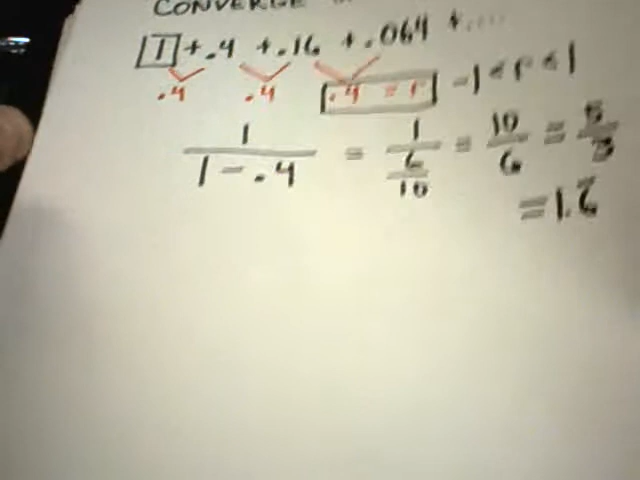 CONVERGE
1 + .4 + .16 + .064 + ....
.4 .4 .4 = r -1 < r < 1
1/(1 - .4) = 1/(6/10) = 10/6 = 5/3
= 1.6̅